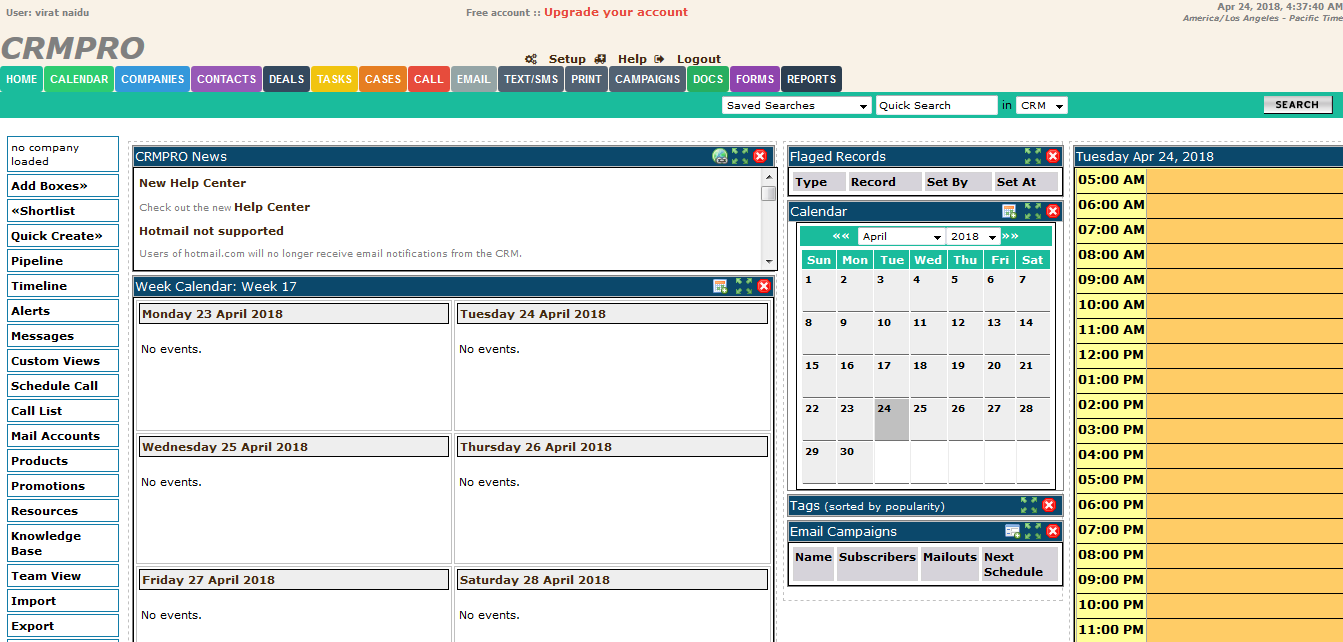 User: virat naidu
Free account :: Upgrade your account
Apr 24, 2018, 4:37:40 AM
America/Los Angeles - Pacific Time
CRMPRO
Setup Help Logout
HOME CALENDAR COMPANIES CONTACTS DEALS TASKS CASES CALL EMAIL TEXT/SMS PRINT CAMPAIGNS DOCS FORMS REPORTS
Saved Searches Quick Search in CRM SEARCH
no company
loaded
Add Boxes»
«Shortlist
Quick Create»
Pipeline
Timeline
Alerts
Messages
Custom Views
Schedule Call
Call List
Mail Accounts
Products
Promotions
Resources
Knowledge
Base
Team View
Import
Export
CRMPRO News
New Help Center
Check out the new Help Center
Hotmail not supported
Users of hotmail.com will no longer receive email notifications from the CRM.
Week Calendar: Week 17
Monday 23 April 2018
No events.
Tuesday 24 April 2018
No events.
Wednesday 25 April 2018
No events.
Thursday 26 April 2018
No events.
Friday 27 April 2018
No events.
Saturday 28 April 2018
No events.
Flaged Records
Type Record Set By Set At
Calendar
«« April 2018 »»
Sun Mon Tue Wed Thu Fri Sat
1 2 3 4 5 6 7
8 9 10 11 12 13 14
15 16 17 18 19 20 21
22 23 24 25 26 27 28
29 30
Tags (sorted by popularity)
Email Campaigns
Name Subscribers Mailouts Next
Schedule
Tuesday Apr 24, 2018
05:00 AM
06:00 AM
07:00 AM
08:00 AM
09:00 AM
10:00 AM
11:00 AM
12:00 PM
01:00 PM
02:00 PM
03:00 PM
04:00 PM
05:00 PM
06:00 PM
07:00 PM
08:00 PM
09:00 PM
10:00 PM
11:00 PM